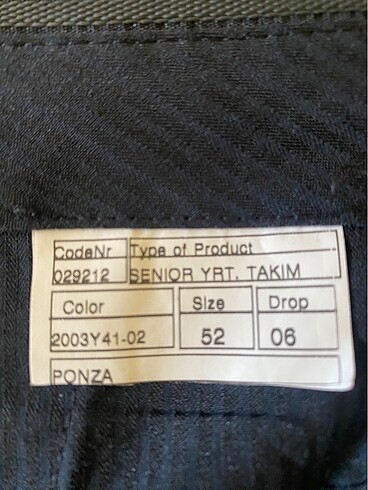 CodeNr Type of Product
029212 SENIOR YRT. TAKIM
Color Size Drop
2003Y41-02 52 06
PONZA